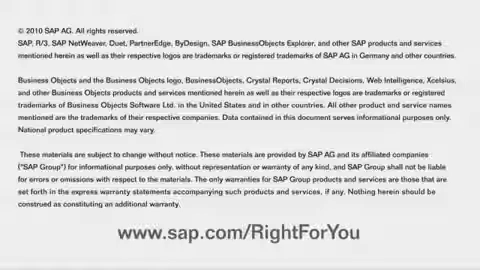 © 2010 SAP AG. All rights reserved.
SAP, R/3, SAP NetWeaver, Duet, PartnerEdge, ByDesign, SAP BusinessObjects Explorer, and other SAP products and services
mentioned herein as well as their respective logos are trademarks or registered trademarks of SAP AG in Germany and other countries.
Business Objects and the Business Objects logo, BusinessObjects, Crystal Reports, Crystal Decisions, Web Intelligence, Xcelsius,
and other Business Objects products and services mentioned herein as well as their respective logos are trademarks or registered
trademarks of Business Objects Software Ltd. in the United States and in other countries. All other product and service names
mentioned are the trademarks of their respective companies. Data contained in this document serves informational purposes only.
National product specifications may vary.
These materials are subject to change without notice. These materials are provided by SAP AG and its affiliated companies
("SAP Group") for informational purposes only, without representation or warranty of any kind, and SAP Group shall not be liable
for errors or omissions with respect to the materials. The only warranties for SAP Group products and services are those that are
set forth in the express warranty statements accompanying such products and services, if any. Nothing herein should be
construed as constituting an additional warranty.
www.sap.com/RightForYou